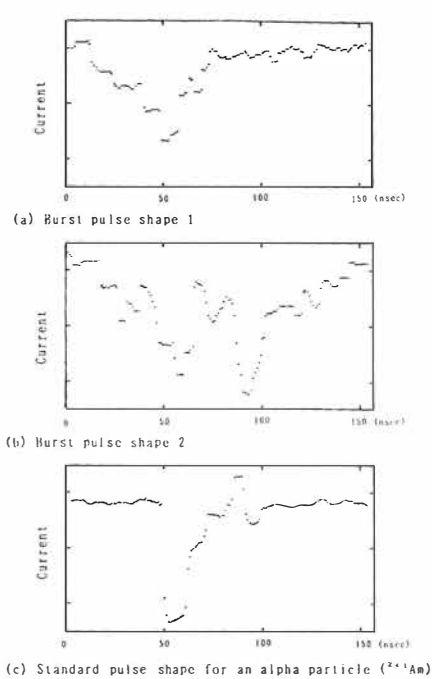 Current
0 50 100 150 (nsec)
(a) Burst pulse shape 1
Current
0 50 100 150 (nsec)
(b) Burst pulse shape 2
Current
0 50 100 150 (nsec)
(c) Standard pulse shape for an alpha particle (²⁴¹Am)